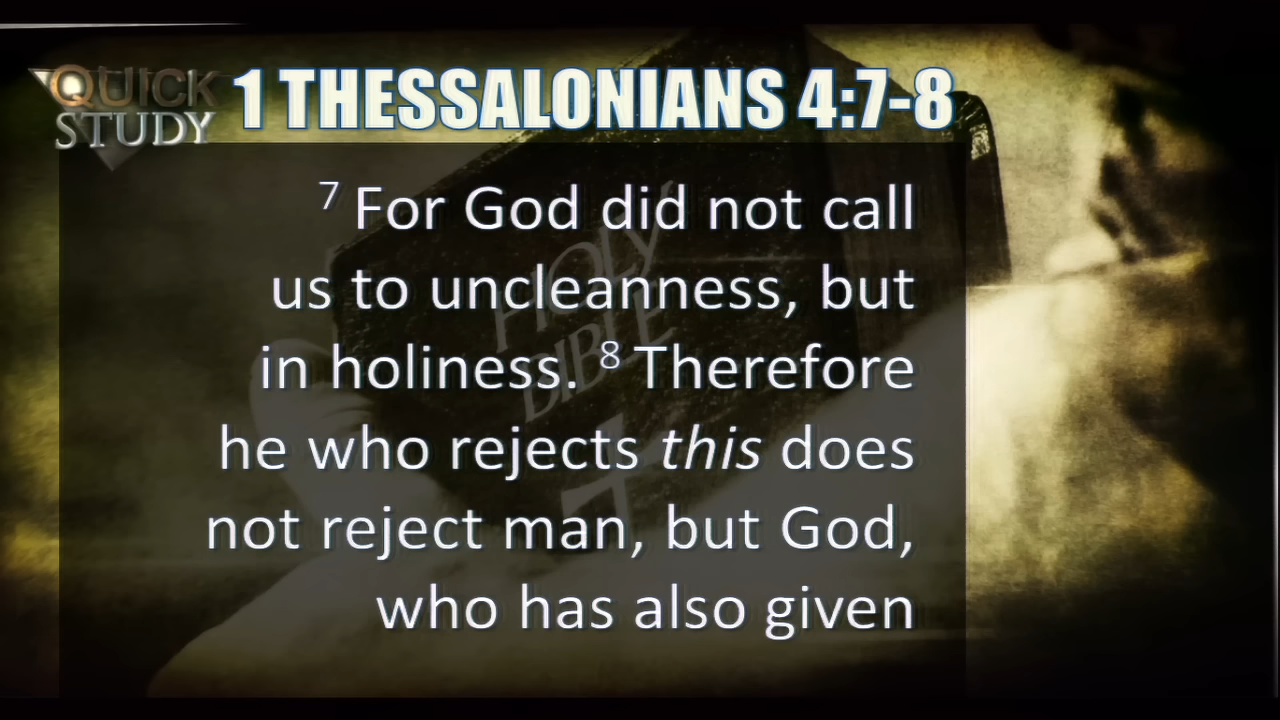 QUICK
STUDY
1 THESSALONIANS 4:7-8
7 For God did not call
us to uncleanness, but
in holiness. 8 Therefore
he who rejects this does
not reject man, but God,
who has also given
HOLY
BIBLE